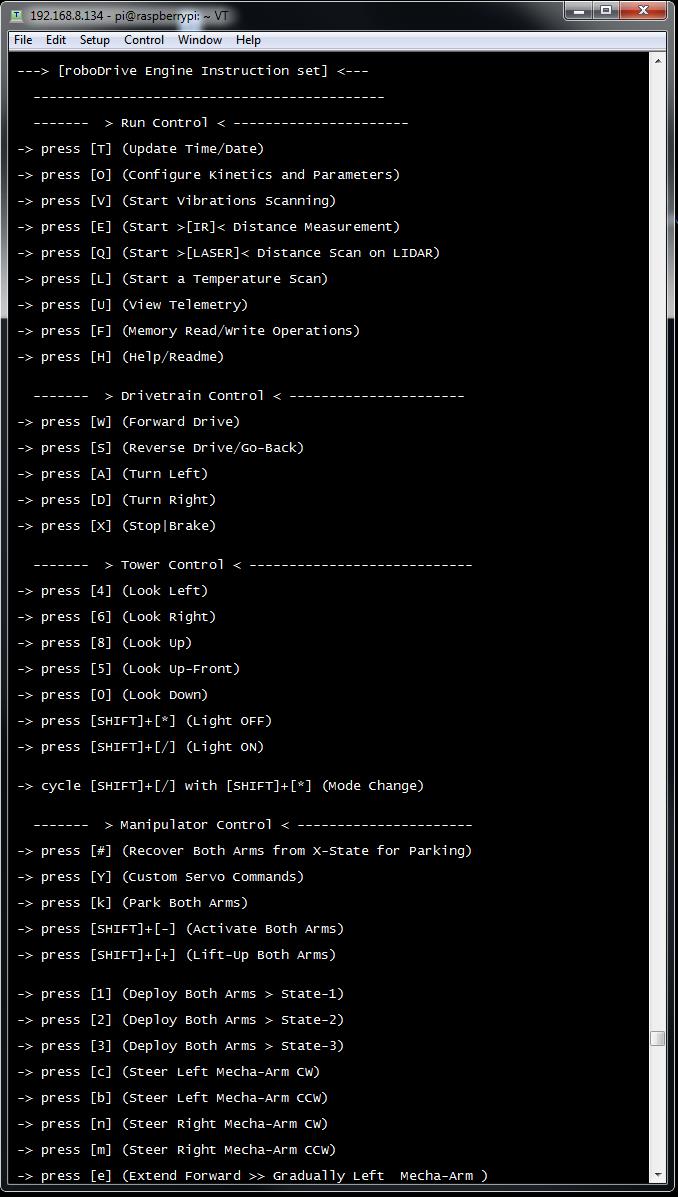 192.168.8.134 - pi@raspberrypi: ~ VT
File Edit Setup Control Window Help
---> [roboDrive Engine Instruction set] <---
--------------------------------------------
------- > Run Control < ----------------------
-> press [T] (Update Time/Date)
-> press [O] (Configure Kinetics and Parameters)
-> press [V] (Start Vibrations Scanning)
-> press [E] (Start >[IR]< Distance Measurement)
-> press [Q] (Start >[LASER]< Distance Scan on LIDAR)
-> press [L] (Start a Temperature Scan)
-> press [U] (View Telemetry)
-> press [F] (Memory Read/Write Operations)
-> press [H] (Help/Readme)
------- > Drivetrain Control < ----------------------
-> press [W] (Forward Drive)
-> press [S] (Reverse Drive/Go-Back)
-> press [A] (Turn Left)
-> press [D] (Turn Right)
-> press [X] (Stop|Brake)
------- > Tower Control < ----------------------------
-> press [4] (Look Left)
-> press [6] (Look Right)
-> press [8] (Look Up)
-> press [5] (Look Up-Front)
-> press [0] (Look Down)
-> press [SHIFT]+[*] (Light OFF)
-> press [SHIFT]+[/] (Light ON)
-> cycle [SHIFT]+[/] with [SHIFT]+[*] (Mode Change)
------- > Manipulator Control < ----------------------
-> press [#] (Recover Both Arms from X-State for Parking)
-> press [Y] (Custom Servo Commands)
-> press [k] (Park Both Arms)
-> press [SHIFT]+[-] (Activate Both Arms)
-> press [SHIFT]+[+] (Lift-Up Both Arms)
-> press [1] (Deploy Both Arms > State-1)
-> press [2] (Deploy Both Arms > State-2)
-> press [3] (Deploy Both Arms > State-3)
-> press [c] (Steer Left Mecha-Arm CW)
-> press [b] (Steer Left Mecha-Arm CCW)
-> press [n] (Steer Right Mecha-Arm CW)
-> press [m] (Steer Right Mecha-Arm CCW)
-> press [e] (Extend Forward >> Gradually Left  Mecha-Arm )